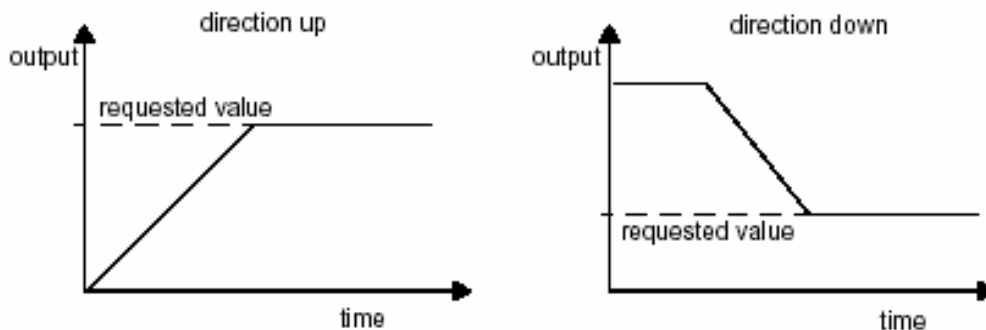 direction up
output
requested value
time
direction down
output
requested value
time